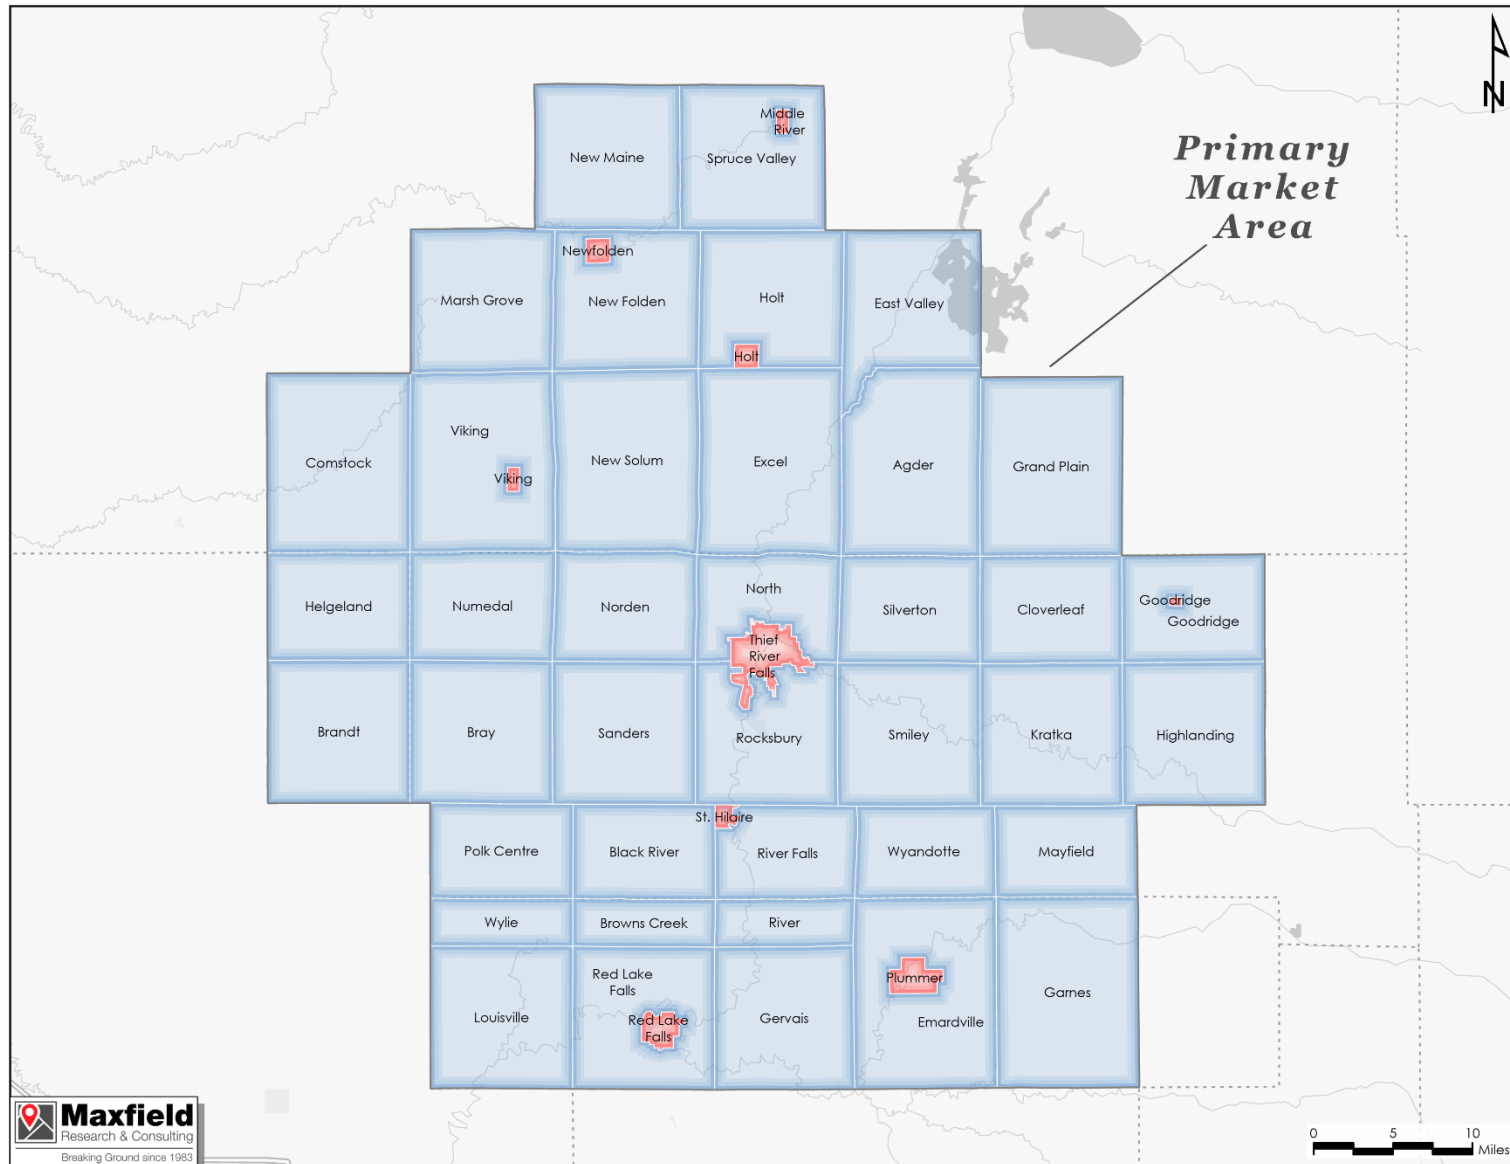 N
Primary
Market
Area
Middle
River
New Maine
Spruce Valley
Newfolden
Marsh Grove
New Folden
Holt
East Valley
Holt
Comstock
Viking
New Solum
Excel
Agder
Grand Plain
Viking
Helgeland
Numedal
Norden
North
Silverton
Cloverleaf
Goodridge
Goodridge
Thief
River
Falls
Brandt
Bray
Sanders
Rocksbury
Smiley
Kratka
Highlanding
St. Hilaire
Polk Centre
Black River
River Falls
Wyandotte
Mayfield
Wylie
Browns Creek
River
Red Lake
Falls
Plummer
Garnes
Louisville
Red Lake
Falls
Gervais
Emardville
Maxfield
Research & Consulting
Breaking Ground since 1983
0 5 10
Miles